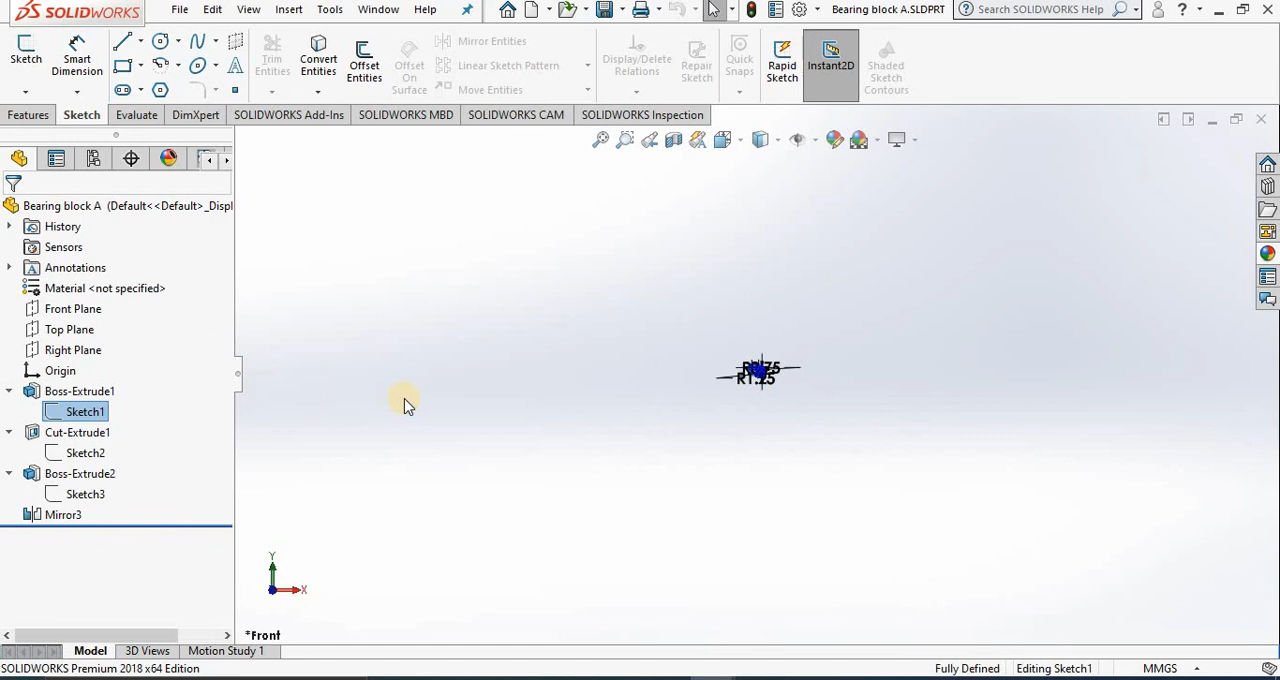 SOLIDWORKS File Edit View Insert Tools Window Help Bearing block A.SLDPRT Search SOLIDWORKS Help ?
Sketch Smart Dimension Trim Entities Convert Entities Offset Entities Offset On Surface Mirror Entities Linear Sketch Pattern Move Entities Display/Delete Relations Repair Sketch Quick Snaps Rapid Sketch Instant2D Shaded Sketch Contours
Features Sketch Evaluate DimXpert SOLIDWORKS Add-Ins SOLIDWORKS MBD SOLIDWORKS CAM SOLIDWORKS Inspection
Bearing block A (Default<<Default>_Displ
History
Sensors
Annotations
Material <not specified>
Front Plane
Top Plane
Right Plane
Origin
Boss-Extrude1
Sketch1
Cut-Extrude1
Sketch2
Boss-Extrude2
Sketch3
Mirror3
R1.25
Y
X
*Front
Model 3D Views Motion Study 1
SOLIDWORKS Premium 2018 x64 Edition Fully Defined Editing Sketch1 MMGS